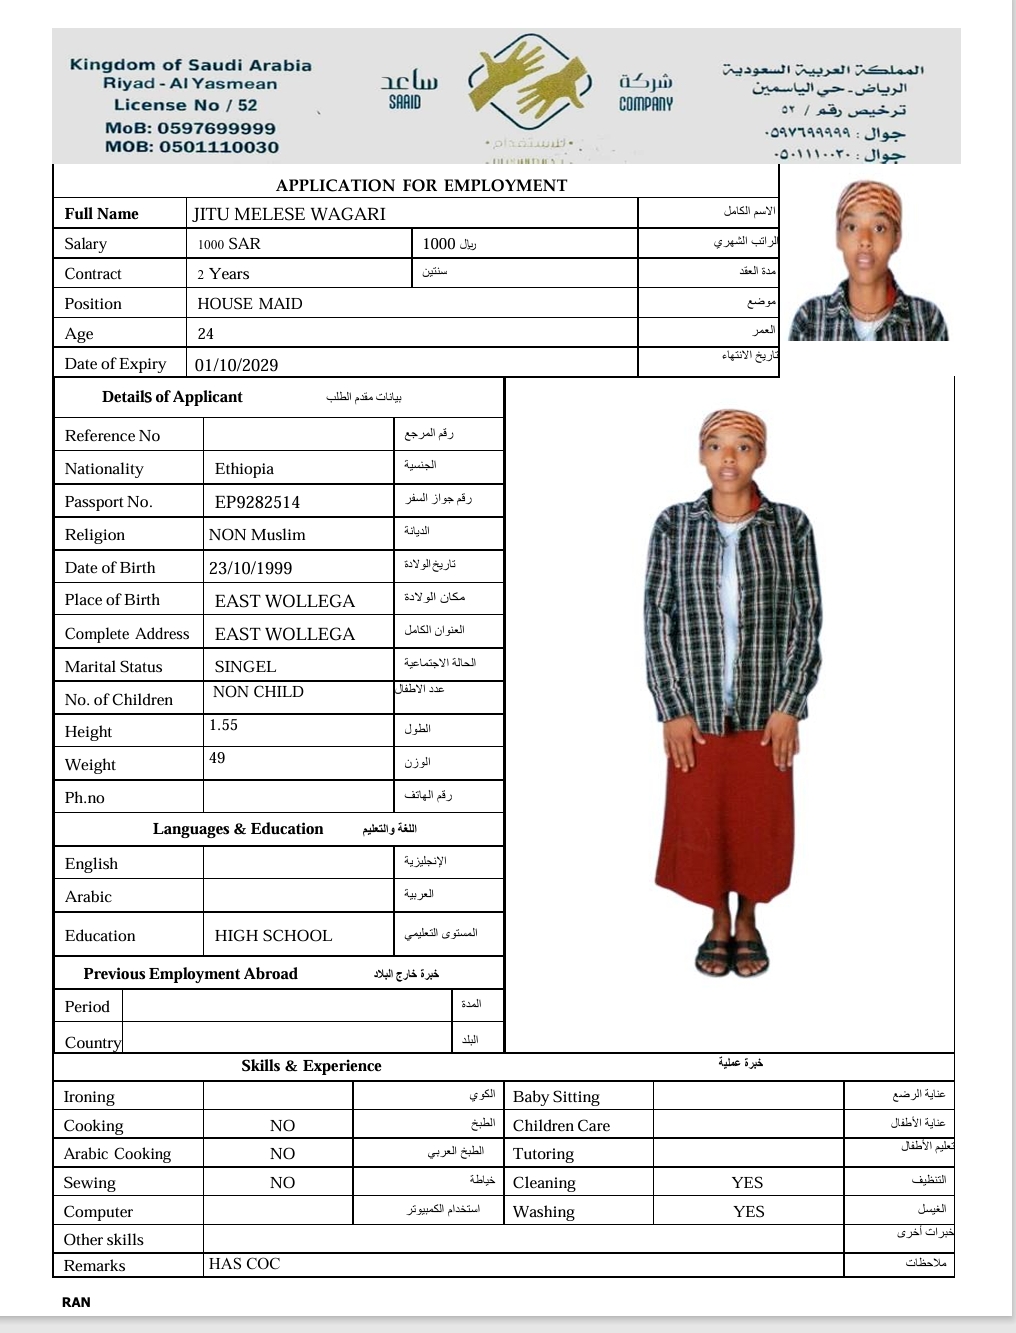 Kingdom of Saudi Arabia
Riyad - Al Yasmean
License No / 52
MoB: 0597699999
MOB: 0501110030
ساعد
SAAID
شركة
COMPANY
المملكة العربية السعودية
الرياض - حي الياسمين
ترخيص رقم / ٥٢
جوال : ٠٥٩٧٦٩٩٩٩٩
جوال : ٠٥٠١١١٠٠٣٠
APPLICATION FOR EMPLOYMENT
Full Name JITU MELESE WAGARI الاسم الكامل
Salary 1000 SAR 1000 ريال الراتب الشهري
Contract 2 Years سنتين مدة العقد
Position HOUSE MAID موضع
Age 24 العمر
Date of Expiry 01/10/2029 تاريخ الانتهاء
Details of Applicant بيانات مقدم الطلب
Reference No رقم المرجع
Nationality Ethiopia الجنسية
Passport No. EP9282514 رقم جواز السفر
Religion NON Muslim الديانة
Date of Birth 23/10/1999 تاريخ الولادة
Place of Birth EAST WOLLEGA مكان الولادة
Complete Address EAST WOLLEGA العنوان الكامل
Marital Status SINGEL الحالة الاجتماعية
No. of Children NON CHILD عدد الاطفال
Height 1.55 الطول
Weight 49 الوزن
Ph.no رقم الهاتف
Languages & Education اللغة والتعليم
English الإنجليزية
Arabic العربية
Education HIGH SCHOOL المستوى التعليمي
Previous Employment Abroad خبرة خارج البلاد
Period المدة
Country البلد
Skills & Experience خبرة عملية
Ironing الكوي Baby Sitting عناية الرضع
Cooking NO الطبخ Children Care عناية الأطفال
Arabic Cooking NO الطبخ العربي Tutoring تعليم الأطفال
Sewing NO خياطة Cleaning YES التنظيف
Computer استخدام الكمبيوتر Washing YES الغيسل
Other skills خبرات أخرى
Remarks HAS COC ملاحظات
RAN